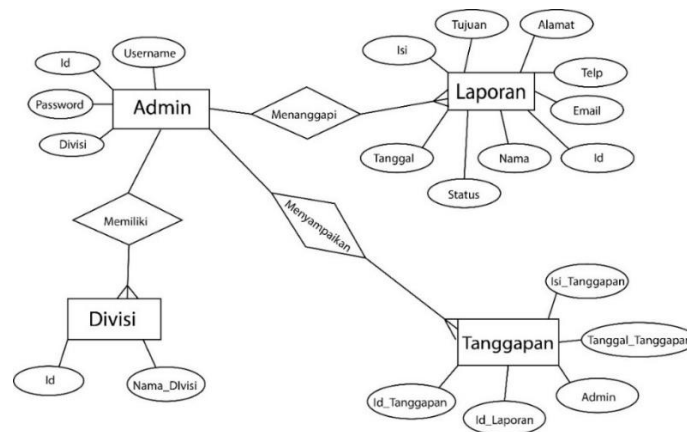 Tujuan
Alamat
Username
Isi
Id
Telp
Laporan
Password
Admin
Menanggapi
Email
Divisi
Tanggal
Nama
Id
Status
Memiliki
Menyampaikan
Isi_Tanggapan
Divisi
Tanggal_Tanggapan
Tanggapan
Id
Nama_DIvisi
Id_Tanggapan
Admin
Id_Laporan